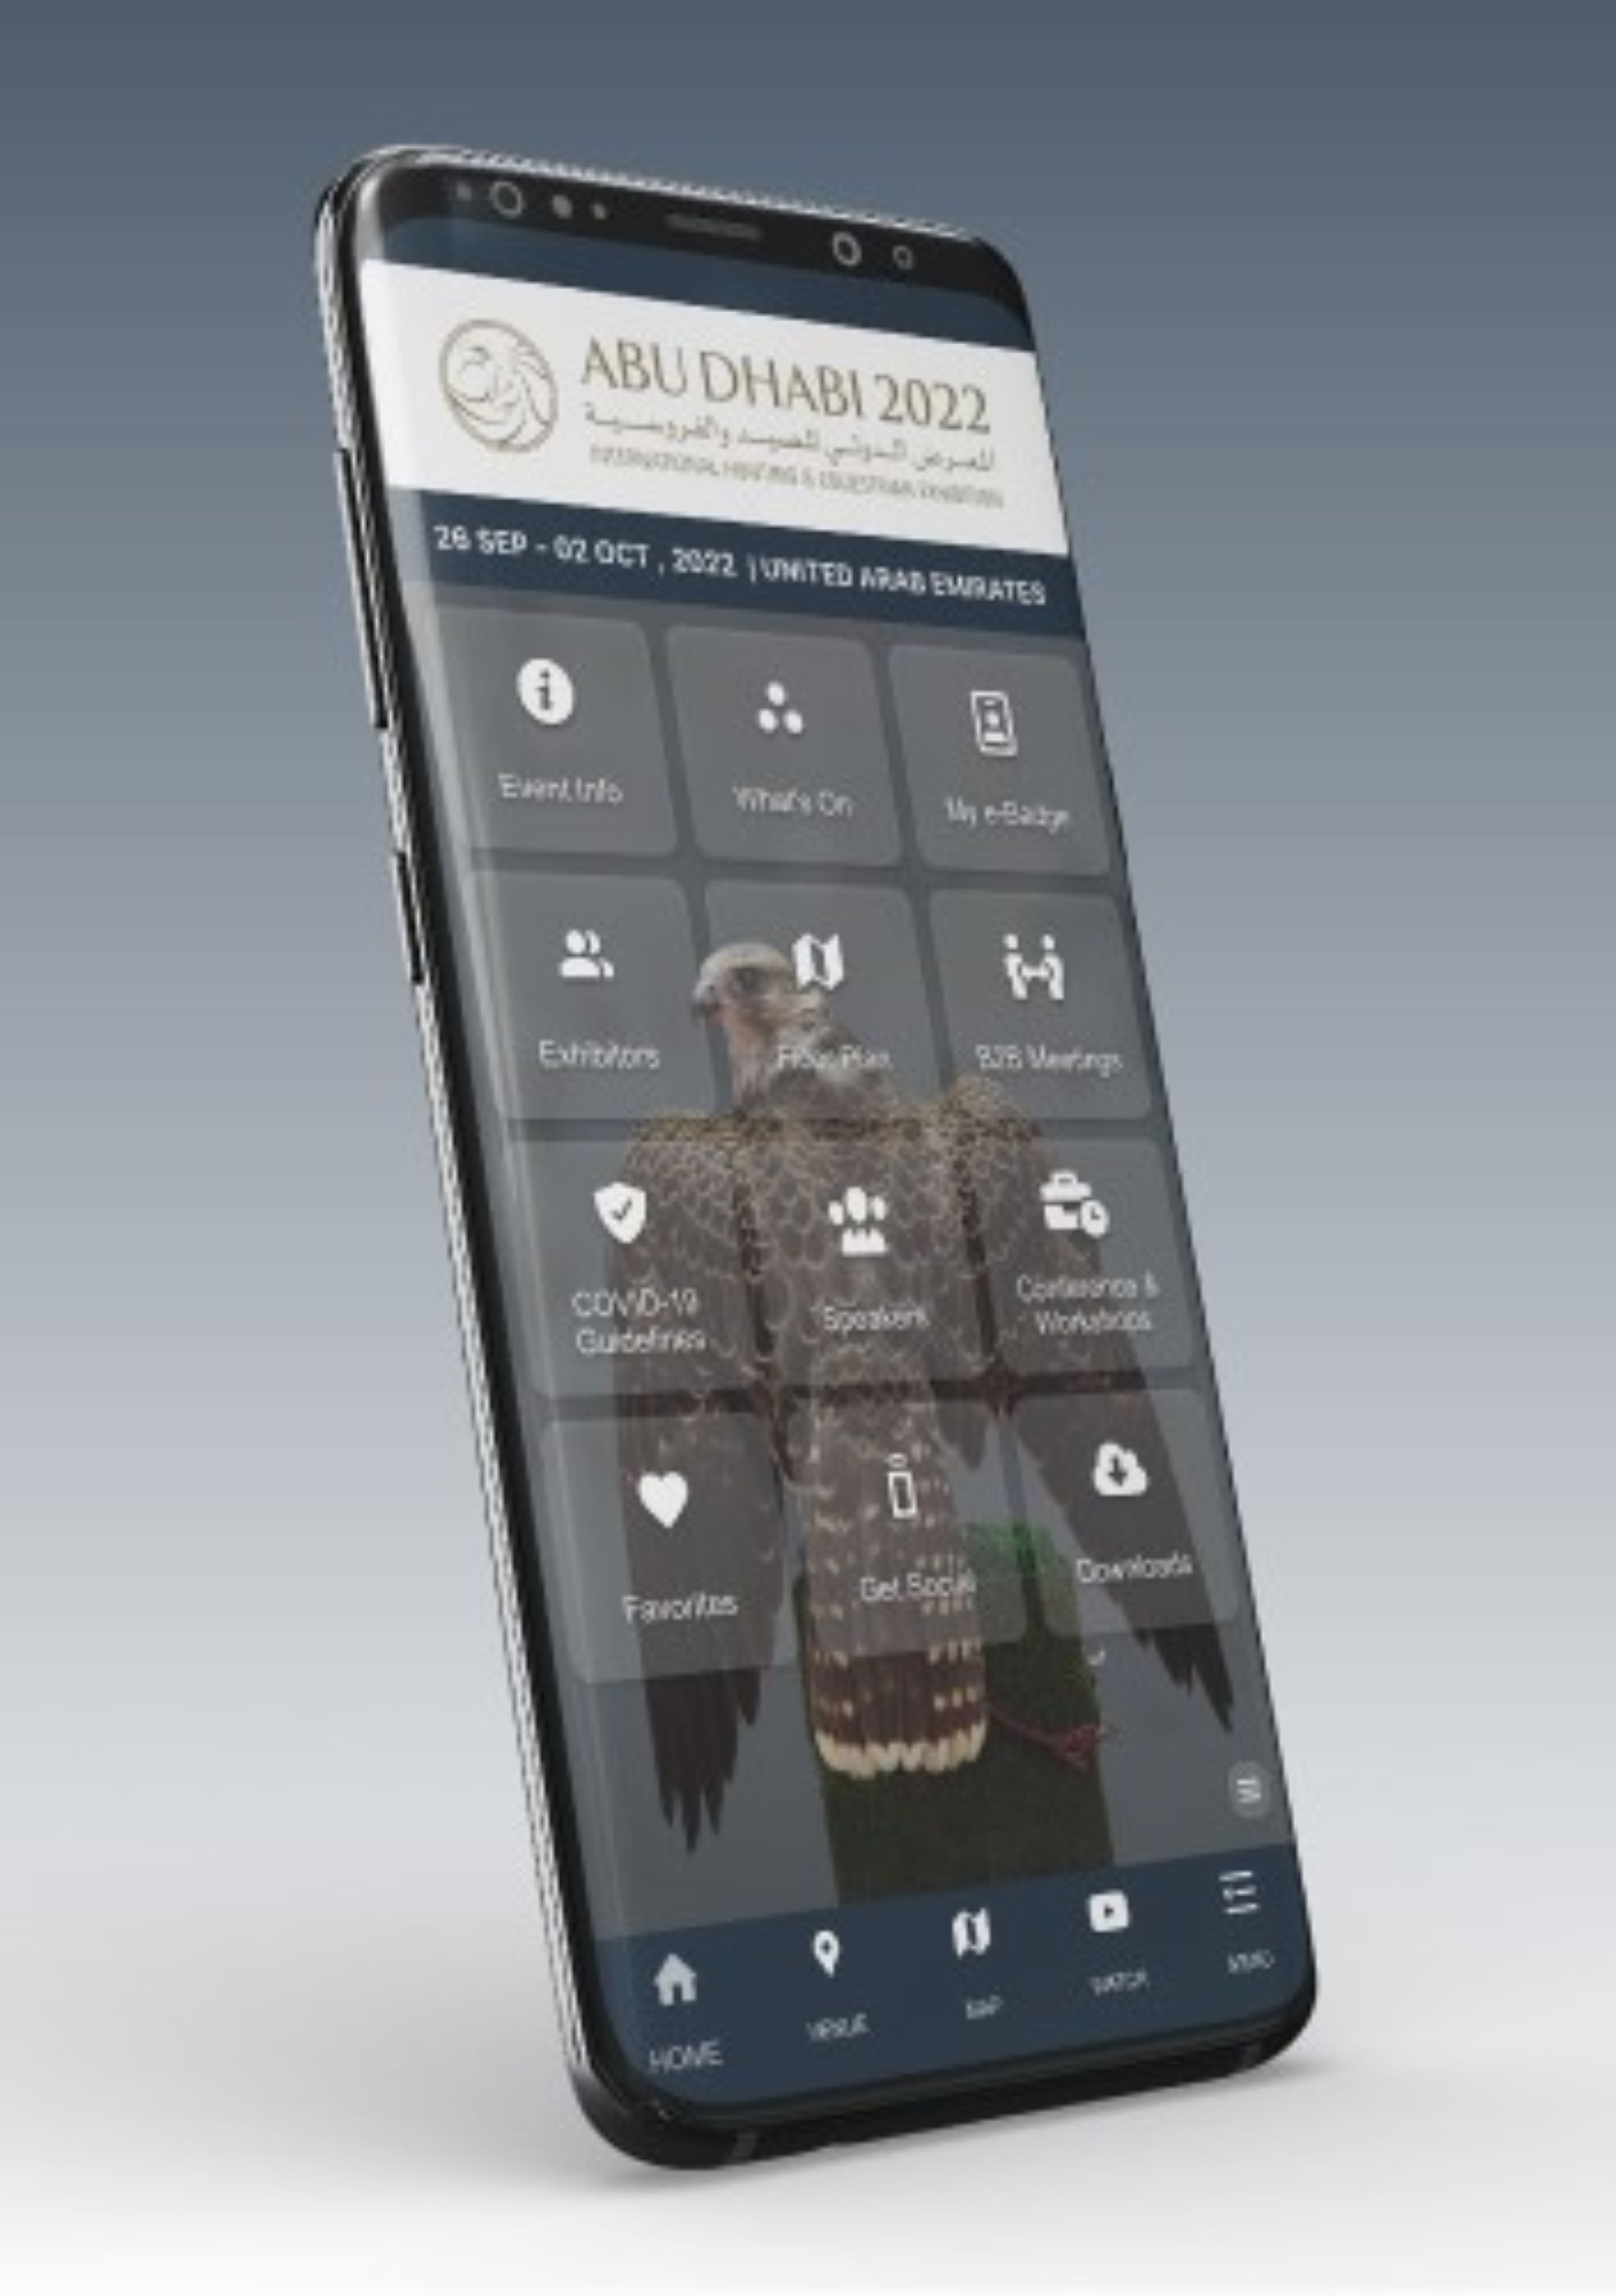 ABU DHABI 2022
المعرض الدولي للصيد والفروسية
INTERNATIONAL HUNTING & EQUESTRIAN EXHIBITION
26 SEP - 02 OCT , 2022 | UNITED ARAB EMIRATES
Event Info
What's On
My e-Badge
Exhibitors
Floor Plan
B2B Meetings
COVID-19
Guidelines
Speakers
Conference &
Workshops
Favorites
Get Social
Downloads
HOME
VENUE
MAP
WATCH